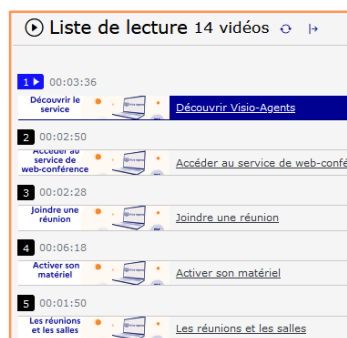 Liste de lecture 14 vidéos
1 00:03:36
Découvrir le
service
Découvrir Visio-Agents
2 00:02:50
Accéder au
service de
web-conférence
Accéder au service de web-confé
3 00:02:28
Joindre une
réunion
Joindre une réunion
4 00:06:18
Activer son
matériel
Activer son matériel
5 00:01:50
Les réunions
et les salles
Les réunions et les salles